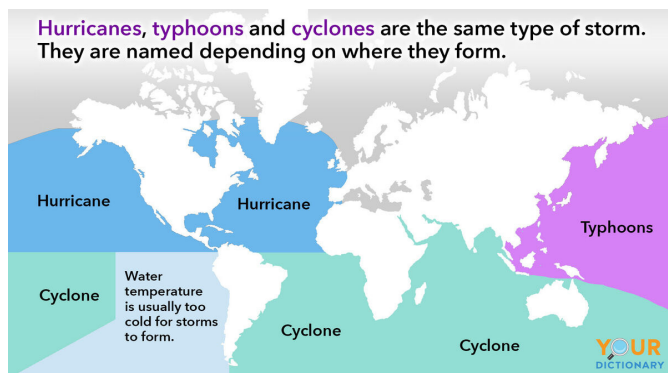 Hurricanes, typhoons and cyclones are the same type of storm.
They are named depending on where they form.
Hurricane
Hurricane
Typhoons
Cyclone
Water
temperature
is usually too
cold for storms
to form.
Cyclone
Cyclone
YOUR
DICTIONARY